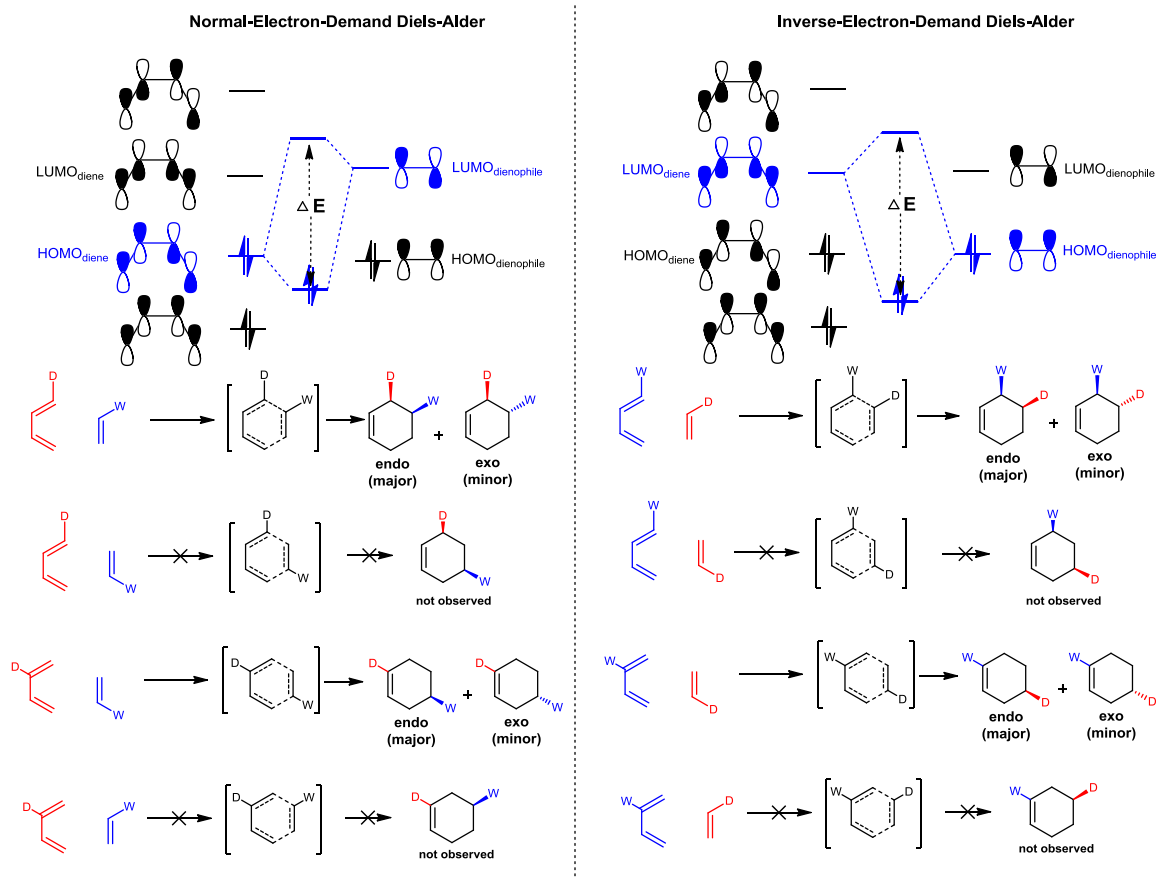 Normal-Electron-Demand Diels-Alder
LUMOdiene
LUMOdienophile
△ E
HOMOdiene
HOMOdienophile
D
W
D
W
D
W
D
W
+
endo
(major)
exo
(minor)
D
W
D
W
D
W
not observed
D
W
D
W
D
W
D
W
+
endo
(major)
exo
(minor)
D
W
D
W
D
W
not observed
Inverse-Electron-Demand Diels-Alder
LUMOdiene
LUMOdienophile
△ E
HOMOdiene
HOMOdienophile
W
D
W
D
W
D
W
D
+
endo
(major)
exo
(minor)
W
D
W
D
W
D
not observed
W
D
W
D
W
D
W
D
+
endo
(major)
exo
(minor)
W
D
W
D
W
D
not observed